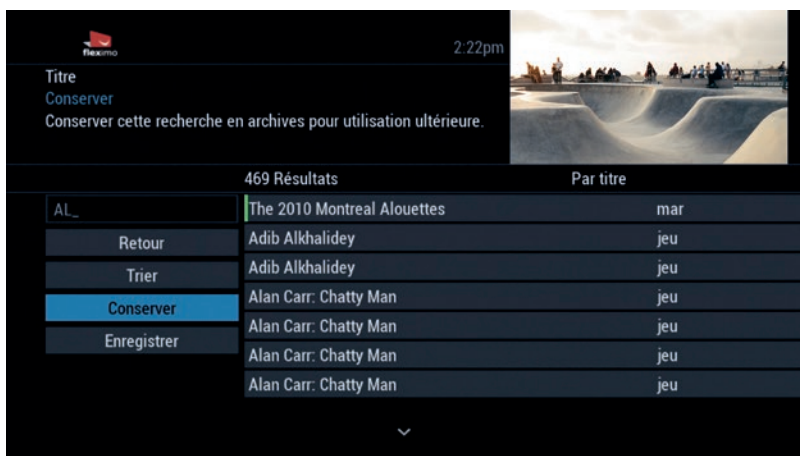 fleximo
2:22pm
Titre
Conserver
Conserver cette recherche en archives pour utilisation ultérieure.
469 Résultats Par titre
AL_
The 2010 Montreal Alouettes mar
Retour
Adib Alkhalidey jeu
Trier
Adib Alkhalidey jeu
Conserver
Alan Carr: Chatty Man jeu
Enregistrer
Alan Carr: Chatty Man jeu
Alan Carr: Chatty Man jeu
Alan Carr: Chatty Man jeu